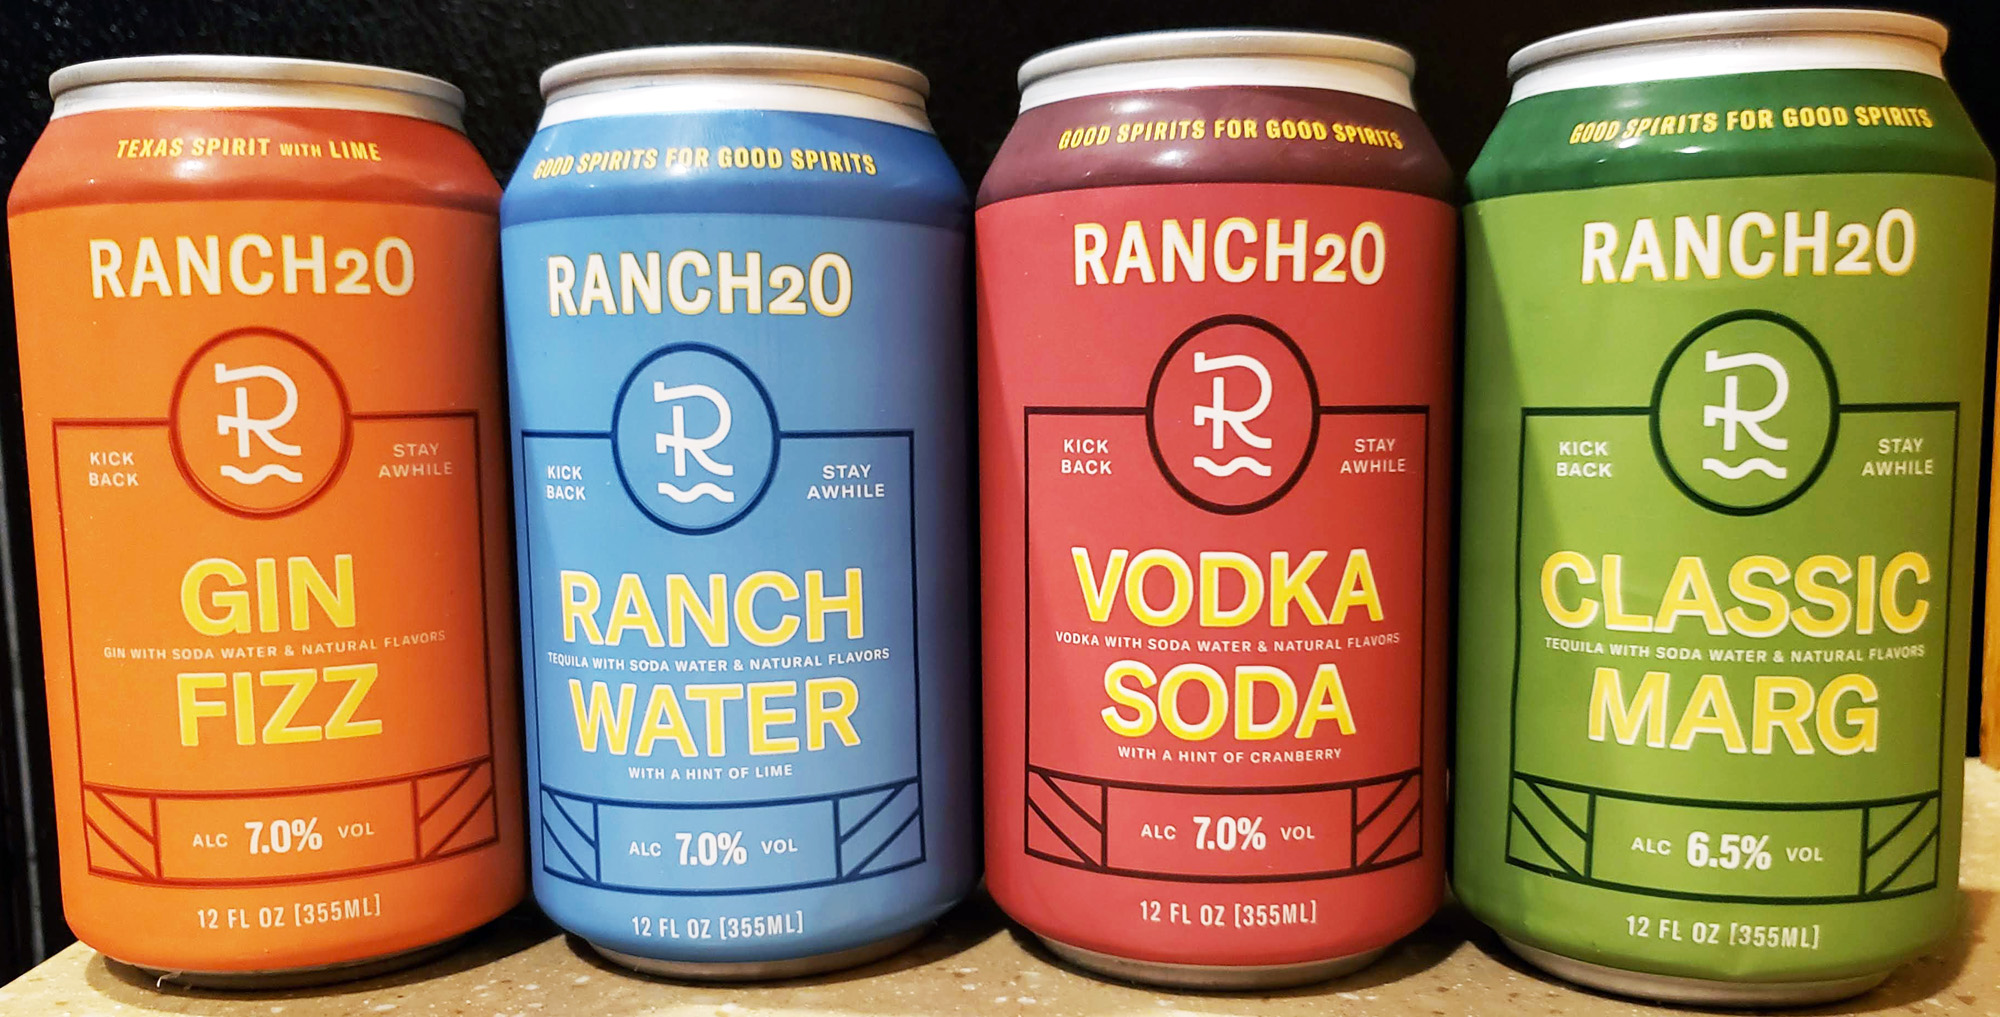 TEXAS SPIRIT WITH LIME
RANCH2O
R
KICK
BACK
STAY
AWHILE
GIN
GIN WITH SODA WATER & NATURAL FLAVORS
FIZZ
ALC 7.0% VOL
12 FL OZ [355ML]
GOOD SPIRITS FOR GOOD SPIRITS
RANCH2O
R
KICK
BACK
STAY
AWHILE
RANCH
TEQUILA WITH SODA WATER & NATURAL FLAVORS
WATER
WITH A HINT OF LIME
ALC 7.0% VOL
12 FL OZ [355ML]
GOOD SPIRITS FOR GOOD SPIRITS
RANCH2O
R
KICK
BACK
STAY
AWHILE
VODKA
VODKA WITH SODA WATER & NATURAL FLAVORS
SODA
WITH A HINT OF CRANBERRY
ALC 7.0% VOL
12 FL OZ [355ML]
GOOD SPIRITS FOR GOOD SPIRITS
RANCH2O
R
KICK
BACK
STAY
AWHILE
CLASSIC
TEQUILA WITH SODA WATER & NATURAL FLAVORS
MARG
ALC 6.5% VOL
12 FL OZ [355ML]